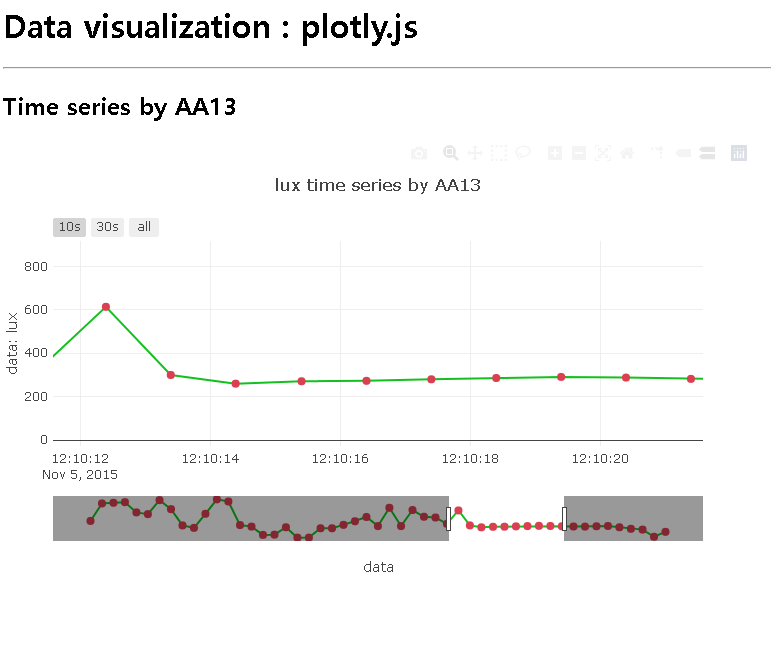 Data visualization : plotly.js
Time series by AA13
lux time series by AA13
10s 30s all
800
600
400
200
0
data: lux
12:10:12 12:10:14 12:10:16 12:10:18 12:10:20
Nov 5, 2015
data